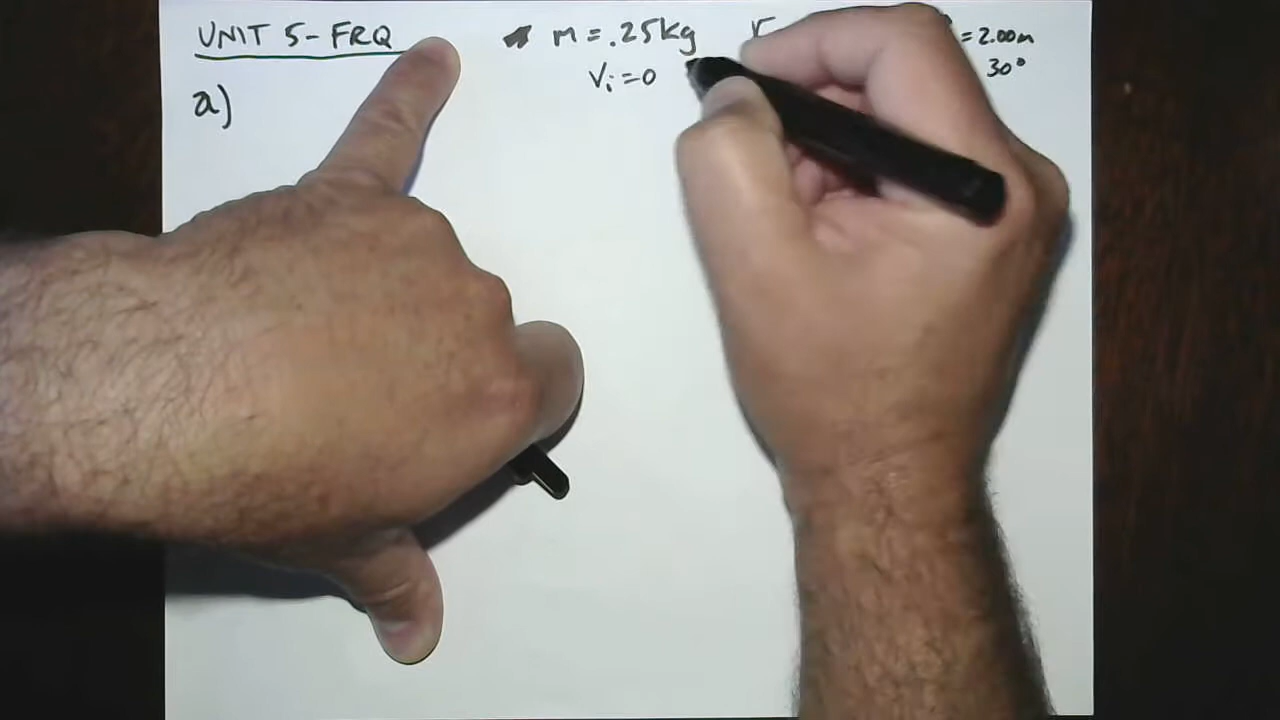 UNIT 5-FRQ
m = .25kg
= 2.00m
Vi = 0
30°
a)